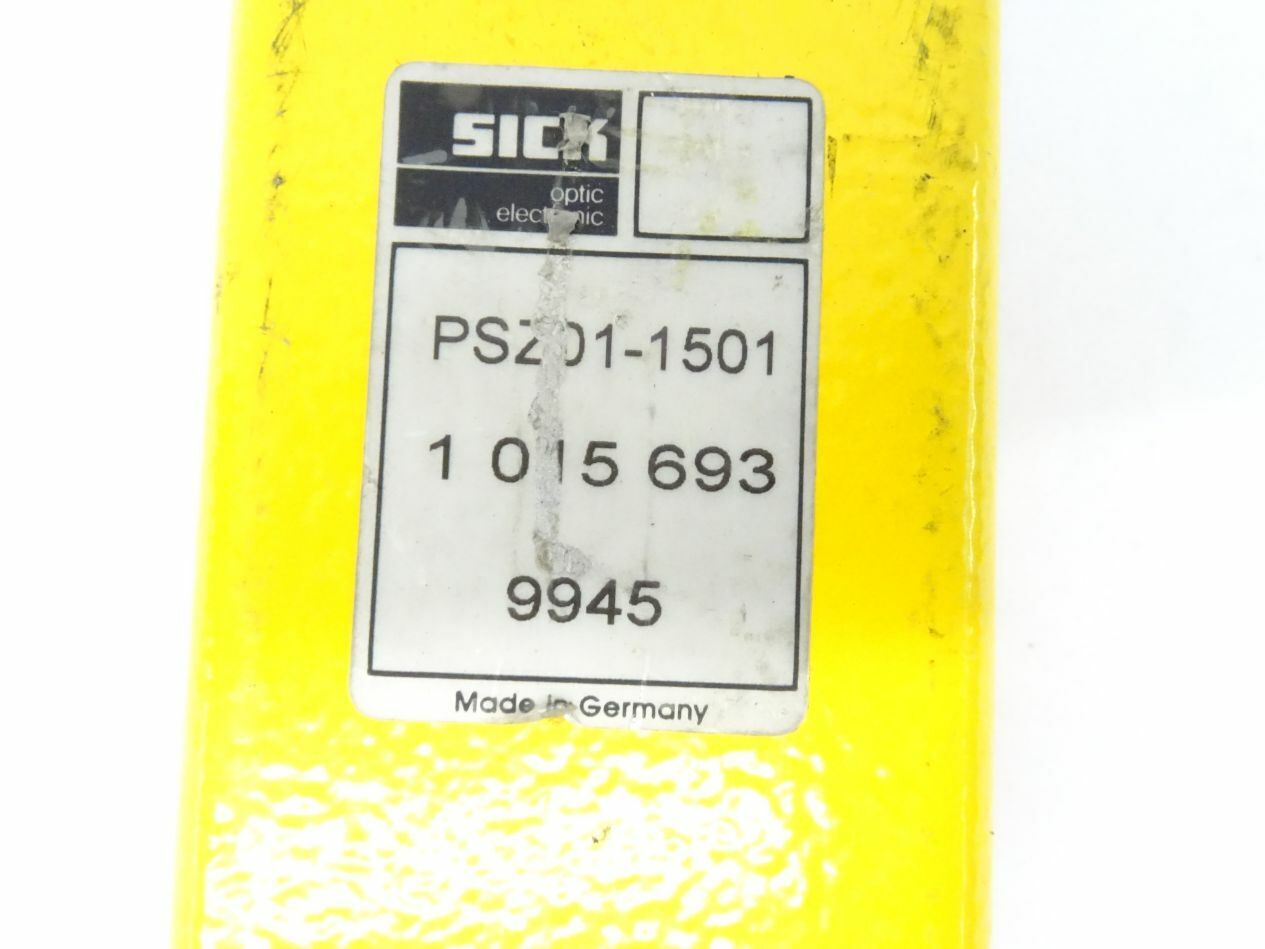 SICK
optic
electronic
PSZ01-1501
1 015 693
9945
Made in Germany